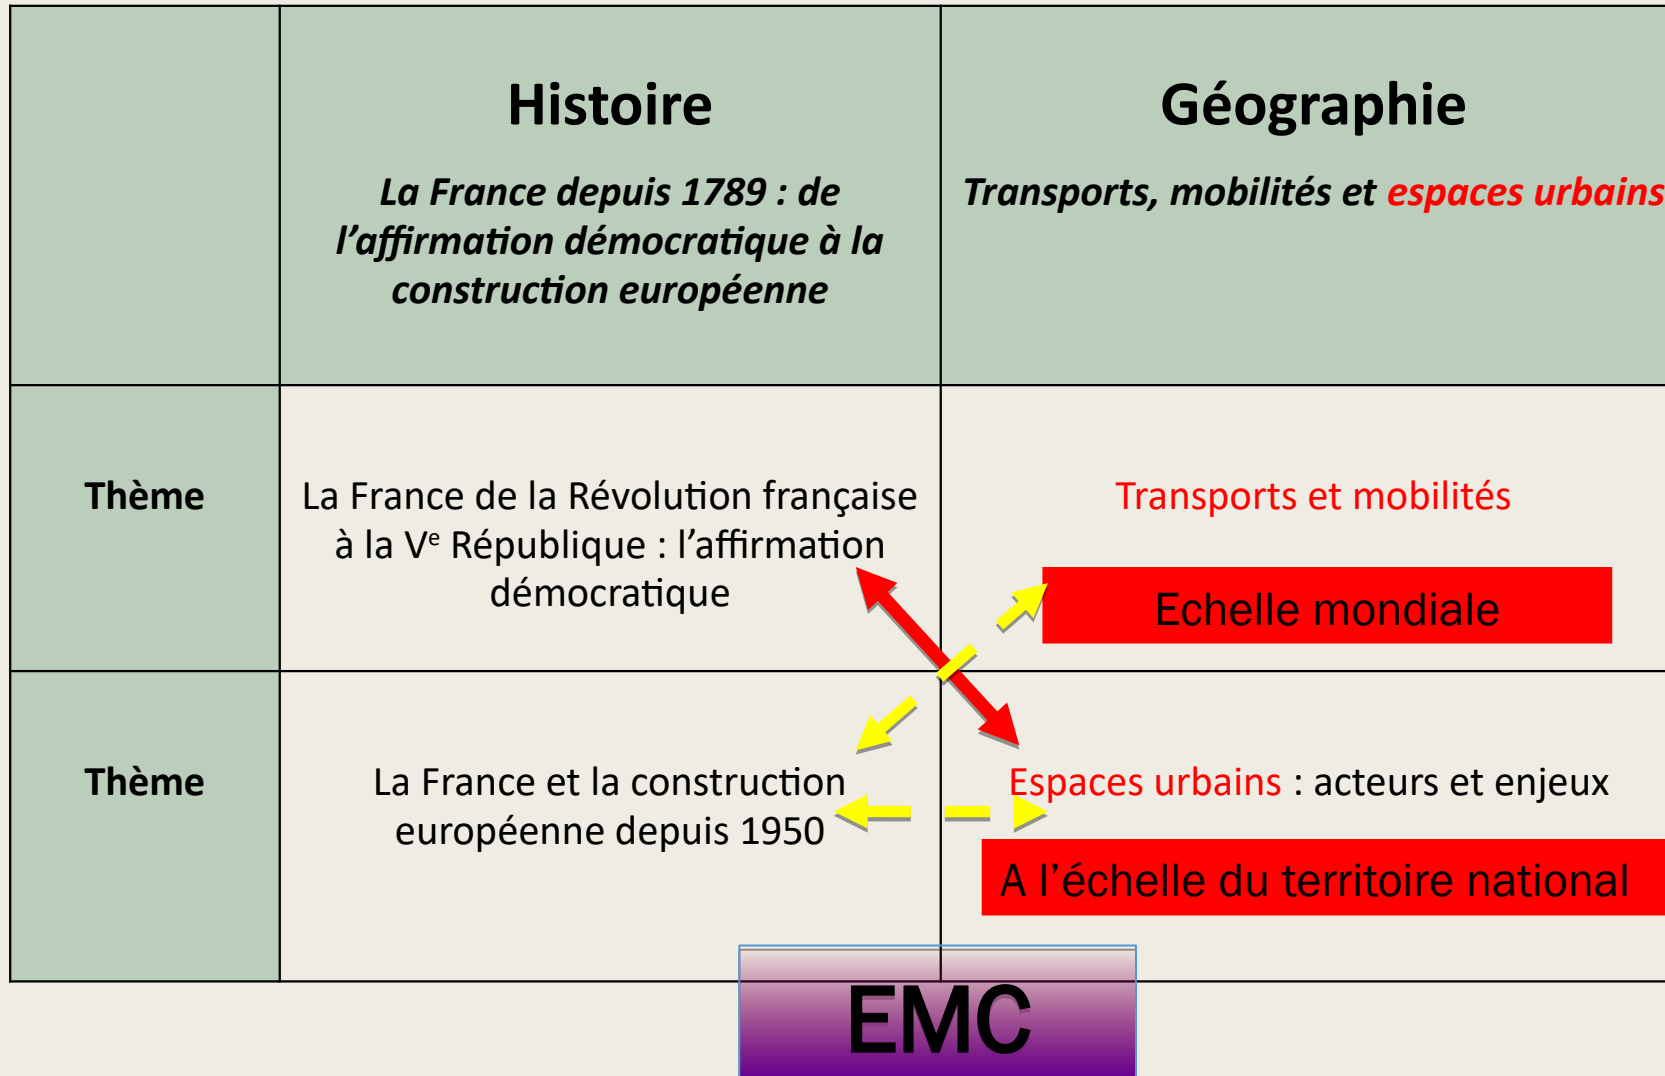 Histoire
La France depuis 1789 : de
l’affirmation démocratique à la
construction européenne
Géographie
Transports, mobilités et espaces urbains
Thème
La France de la Révolution française
à la Vᵉ République : l’affirmation
démocratique
Transports et mobilités
Echelle mondiale
Thème
La France et la construction
européenne depuis 1950
Espaces urbains : acteurs et enjeux
A l’échelle du territoire national
EMC